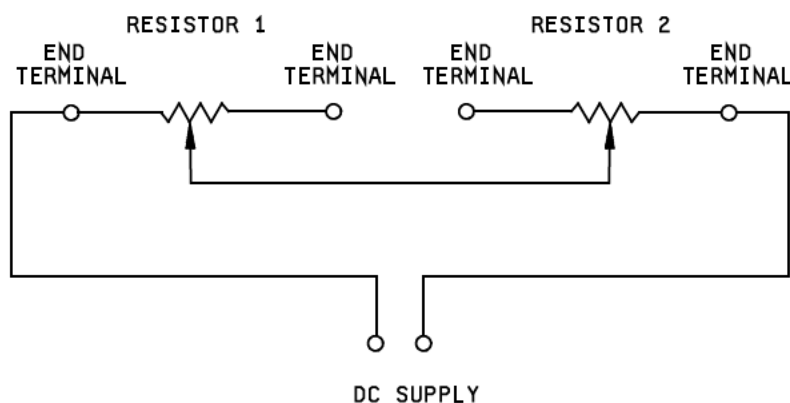 RESISTOR 1
RESISTOR 2
END
TERMINAL
END
TERMINAL
END
TERMINAL
END
TERMINAL
DC SUPPLY